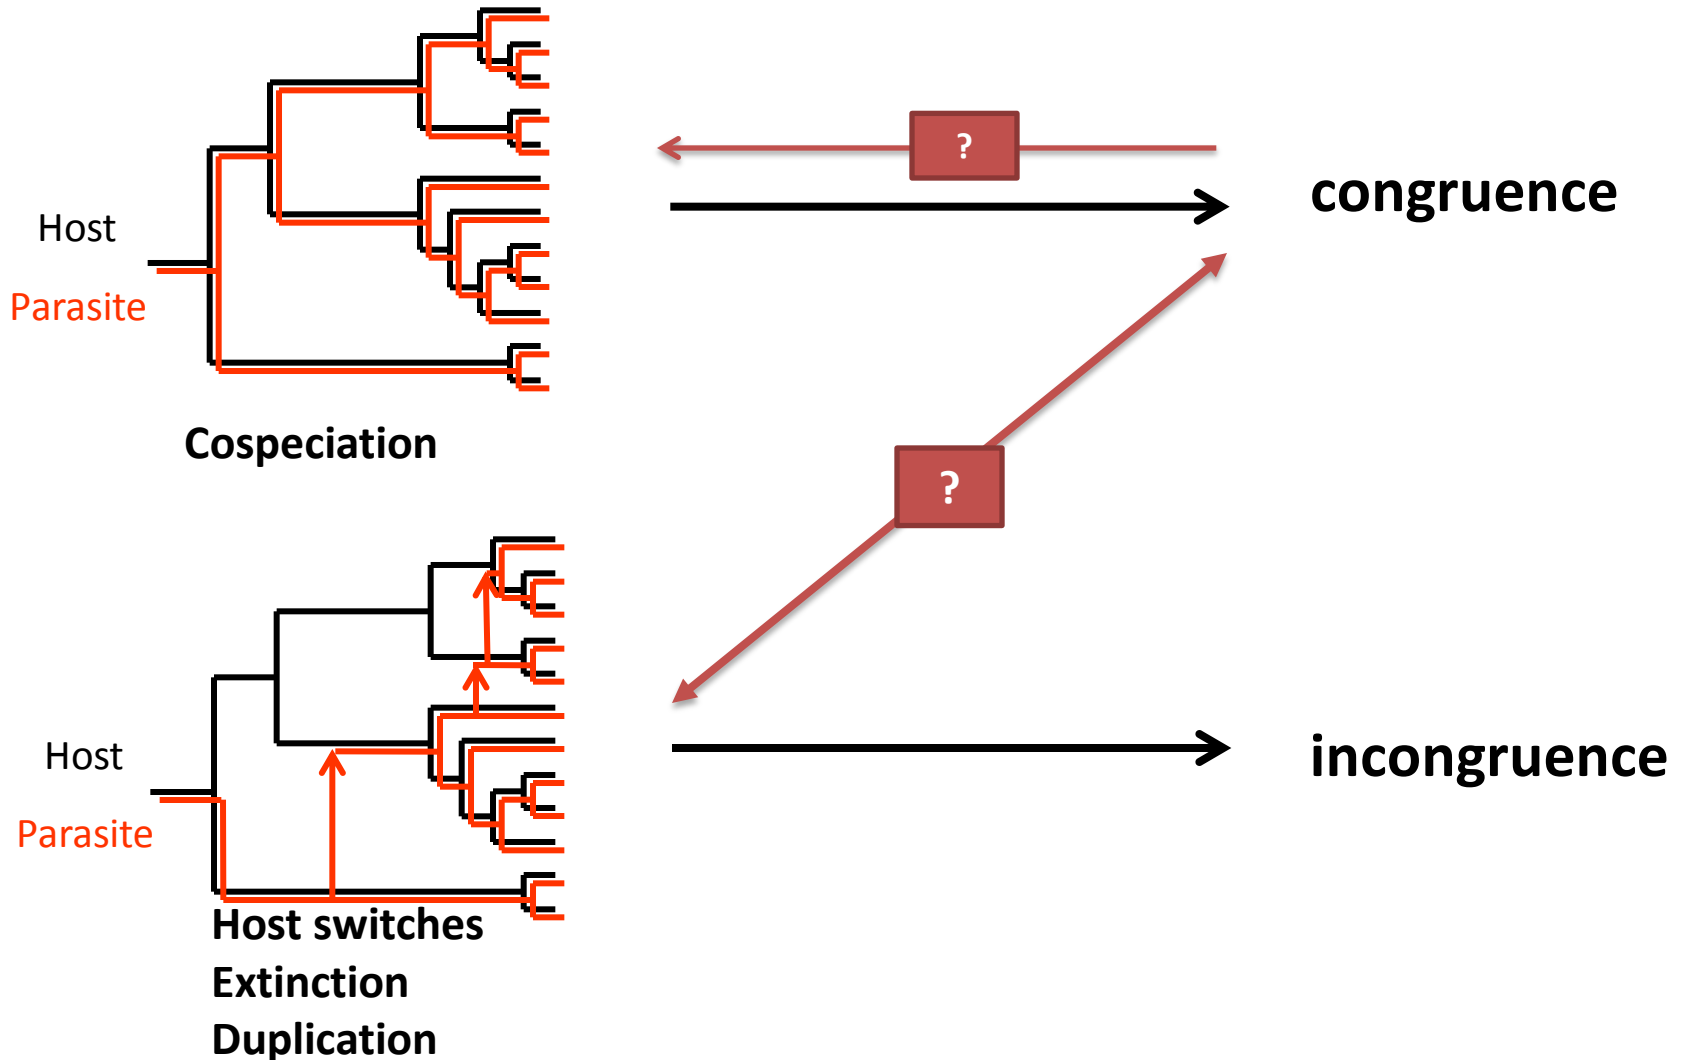 Host
Parasite
Cospeciation
?
congruence
?
Host
Parasite
Host switches
Extinction
Duplication
incongruence